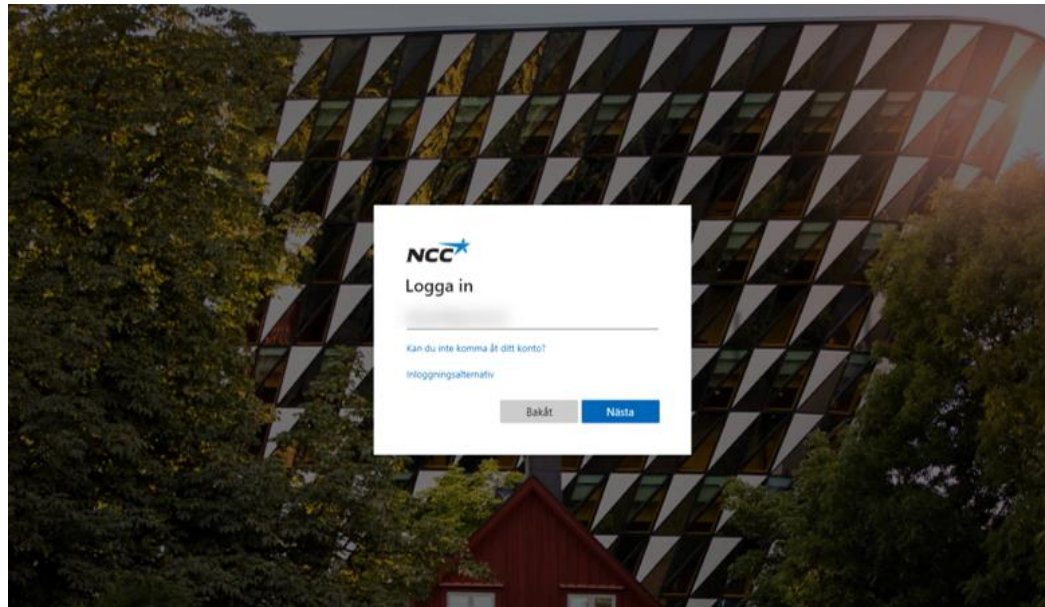 NCC
Logga in
Kan du inte komma åt ditt konto?
Inloggningsalternativ
Bakåt
Nästa